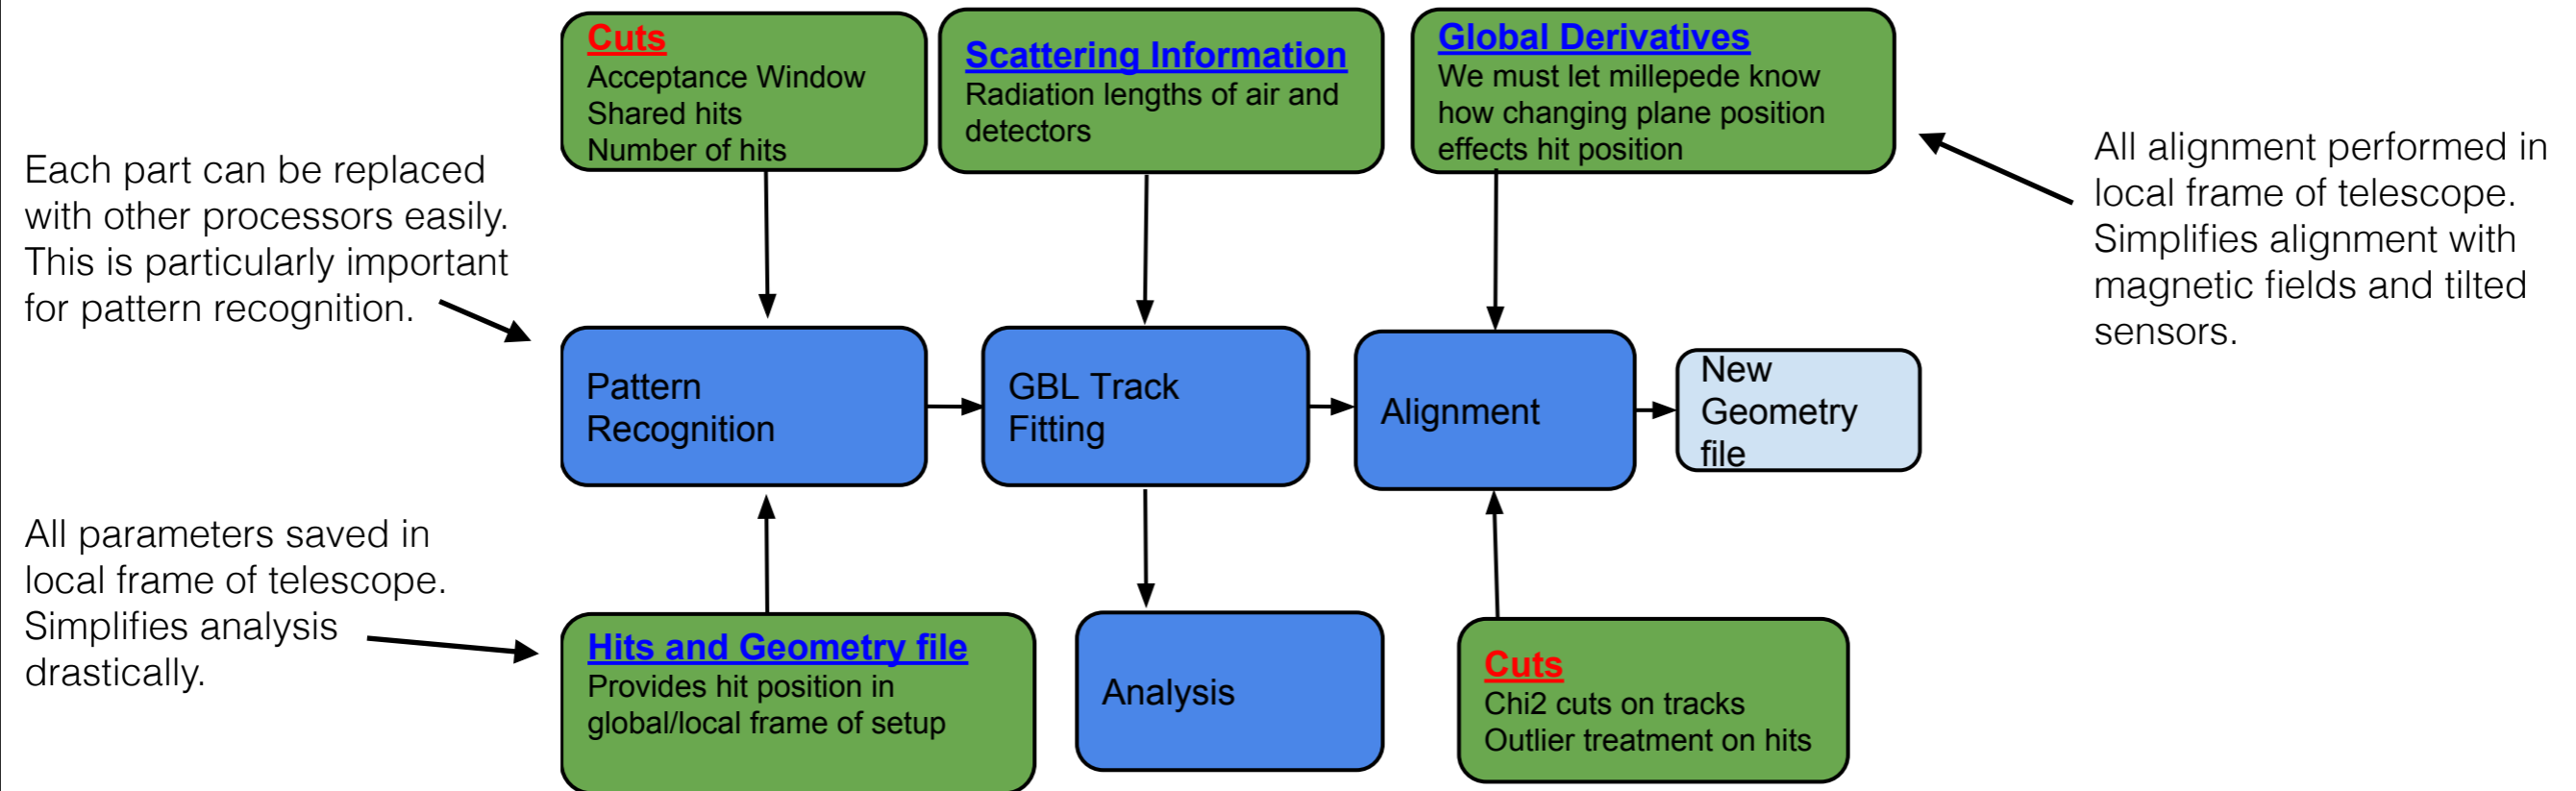 Cuts
Acceptance Window
Shared hits
Number of hits
Scattering Information
Radiation lengths of air and
detectors
Global Derivatives
We must let millepede know
how changing plane position
effects hit position
Each part can be replaced
with other processors easily.
This is particularly important
for pattern recognition.
All alignment performed in
local frame of telescope.
Simplifies alignment with
magnetic fields and tilted
sensors.
Pattern
Recognition
GBL Track
Fitting
Alignment
New
Geometry
file
All parameters saved in
local frame of telescope.
Simplifies analysis
drastically.
Hits and Geometry file
Provides hit position in
global/local frame of setup
Analysis
Cuts
Chi2 cuts on tracks
Outlier treatment on hits